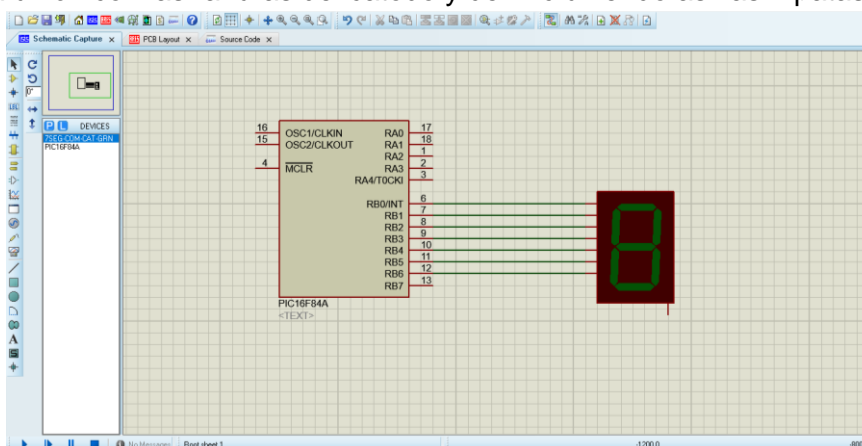 Schematic Capture × PCB Layout × Source Code ×
0°
P L DEVICES
7SEG-COM-CAT-GRN
PIC16F84A
16 OSC1/CLKIN RA0 17
15 OSC2/CLKOUT RA1 18
RA2 1
4 MCLR RA3 2
RA4/T0CKI 3
RB0/INT 6
RB1 7
RB2 8
RB3 9
RB4 10
RB5 11
RB6 12
RB7 13
PIC16F84A
<TEXT>
No Messages Root sheet 1 -1200.0